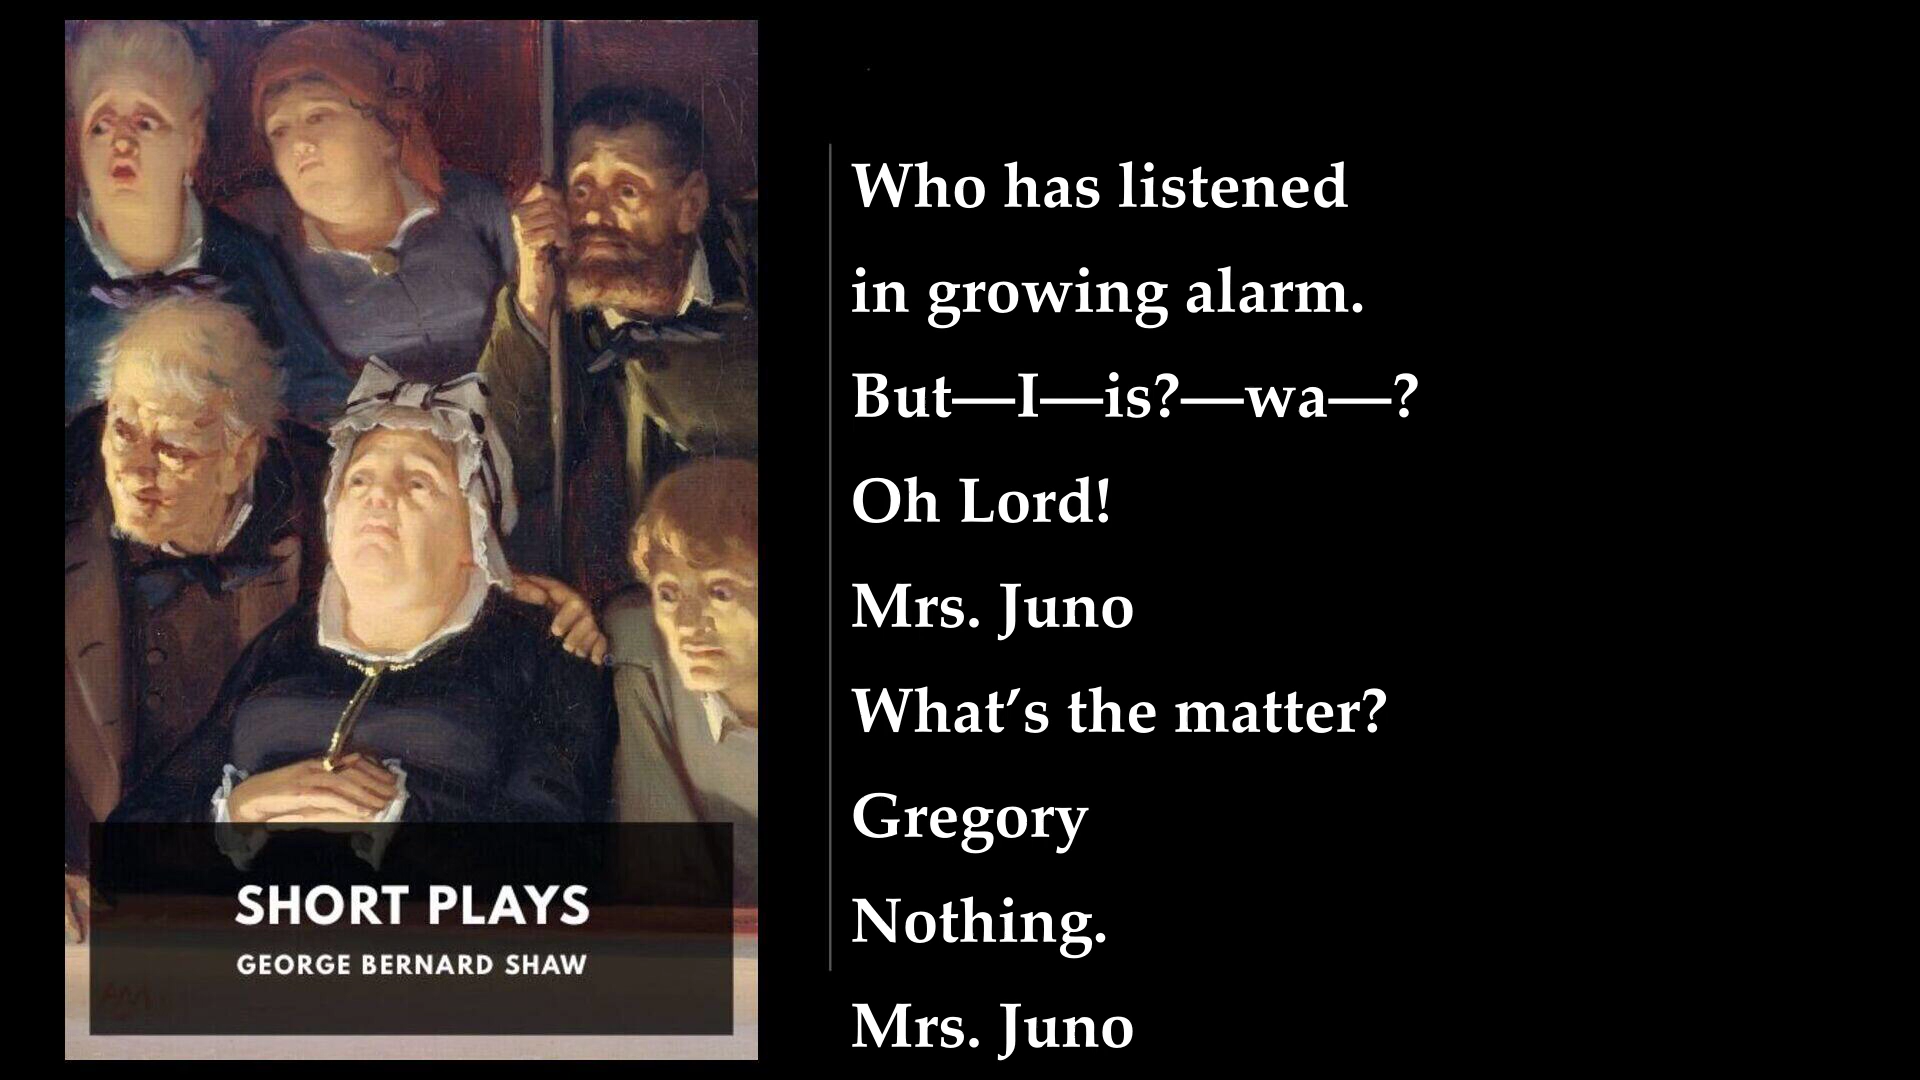 SHORT PLAYS
GEORGE BERNARD SHAW
Who has listened
in growing alarm.
But—I—is?—wa—?
Oh Lord!
Mrs. Juno
What’s the matter?
Gregory
Nothing.
Mrs. Juno